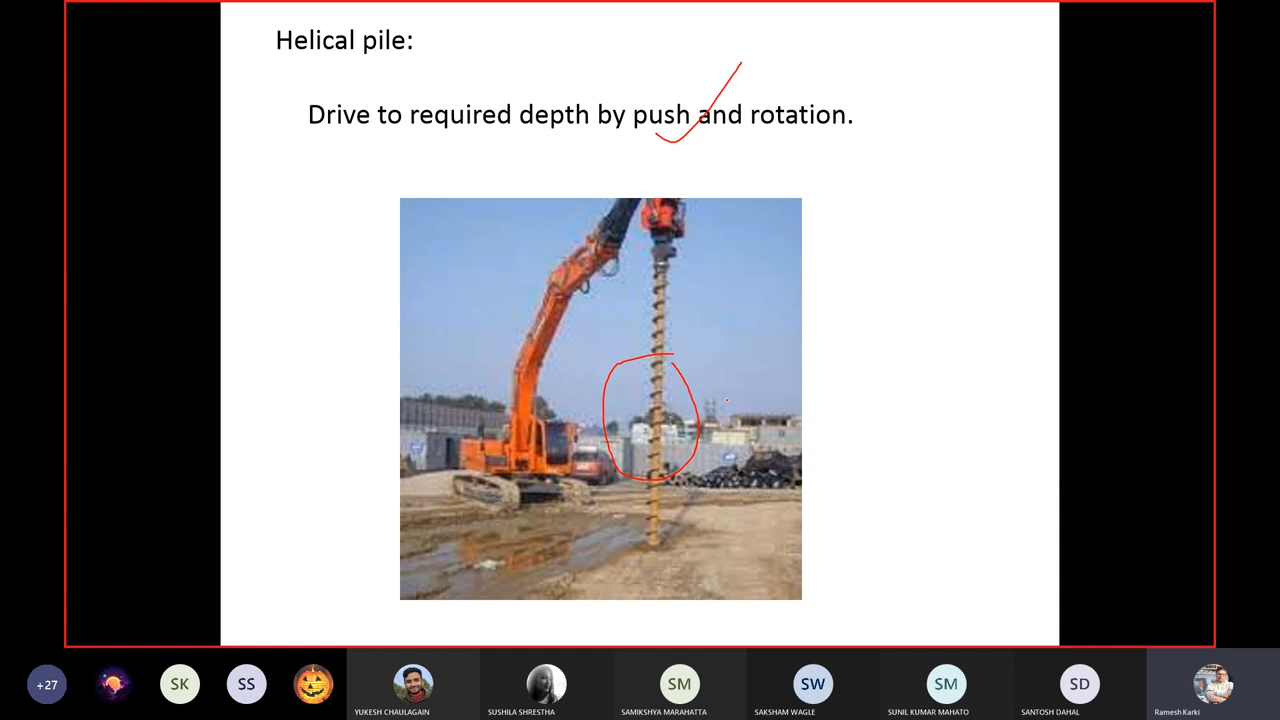 Helical pile:
Drive to required depth by push and rotation.
+27
SK
SS
SM
SW
SM
SD
YUKESH CHAULAGAIN
SUSHILA SHRESTHA
SAMIKSHYA MARAHATTA
SAKSHAM WAGLE
SUNIL KUMAR MAHATO
SANTOSH DAHAL
Ramesh Karki